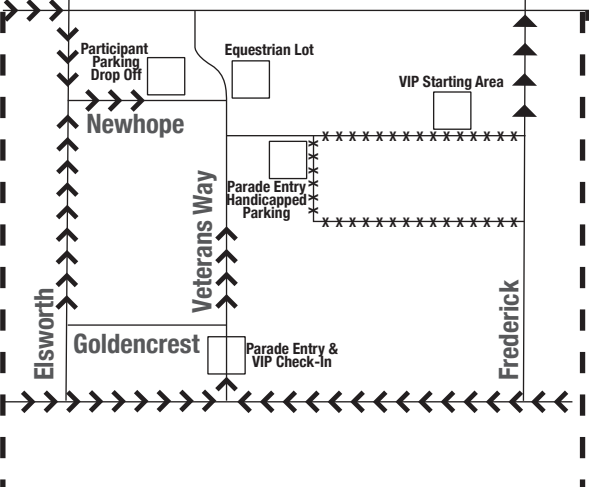 Participant
Parking
Drop Off
Equestrian Lot
VIP Starting Area
Newhope
Parade Entry
Handicapped
Parking
Veterans Way
Elsworth
Goldencrest
Parade Entry &
VIP Check-In
Frederick